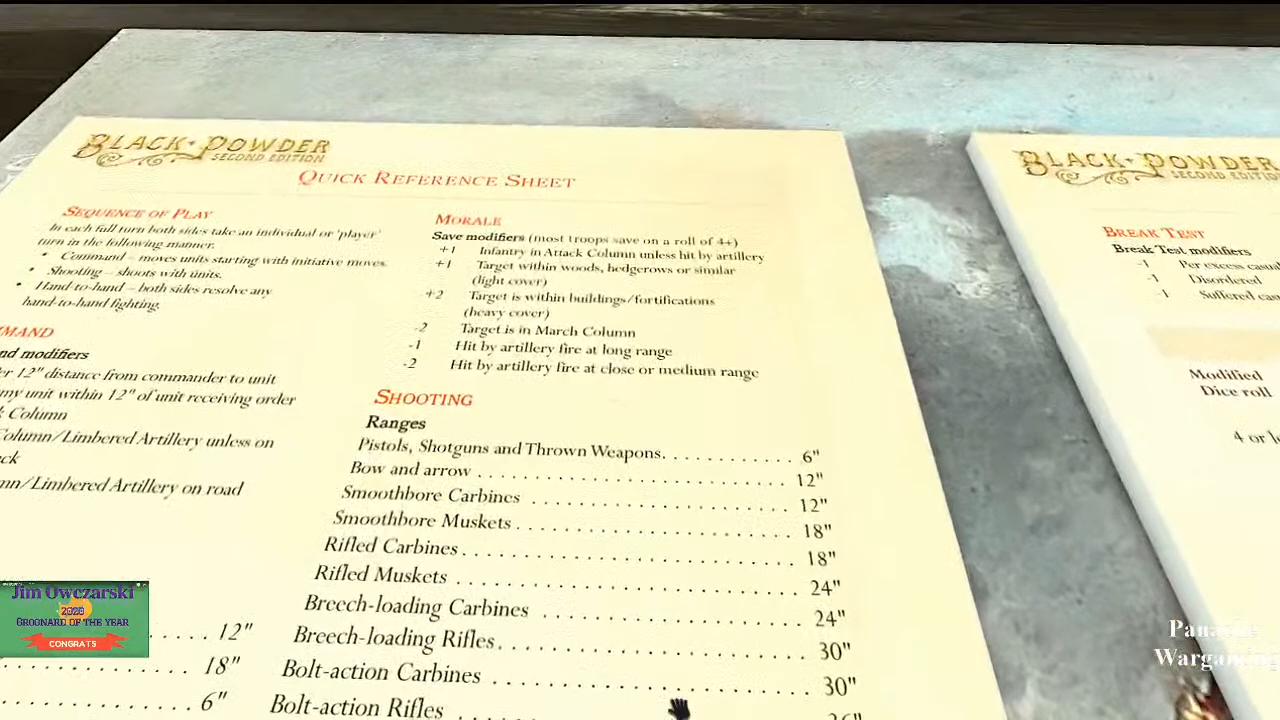 BLACK POWDER
SECOND EDITION
QUICK REFERENCE SHEET
SEQUENCE OF PLAY
In each full turn both sides take an individual or 'player'
turn in the following manner.
• Command – moves units starting with initiative moves.
• Shooting – shoots with units.
• Hand-to-hand – both sides resolve any
hand-to-hand fighting.
MAND
nd modifiers
er 12" distance from commander to unit
my unit within 12" of unit receiving order
k Column
Column/Limbered Artillery unless on
ck
mn/Limbered Artillery on road
12"
18"
6"
MORALE
Save modifiers (most troops save on a roll of 4+)
+1 Infantry in Attack Column unless hit by artillery
+1 Target within woods, hedgerows or similar
(light cover)
+2 Target is within buildings/fortifications
(heavy cover)
-2 Target is in March Column
-1 Hit by artillery fire at long range
-2 Hit by artillery fire at close or medium range
SHOOTING
Ranges
Pistols, Shotguns and Thrown Weapons. . . . . . . . . . . 6"
Bow and arrow . . . . . . . . . . . . . . . . . . . . . . . . . . 12"
Smoothbore Carbines . . . . . . . . . . . . . . . . . . . . . 12"
Smoothbore Muskets . . . . . . . . . . . . . . . . . . . . . . 18"
Rifled Carbines . . . . . . . . . . . . . . . . . . . . . . . . . . 18"
Rifled Muskets . . . . . . . . . . . . . . . . . . . . . . . . . . 24"
Breech-loading Carbines . . . . . . . . . . . . . . . . . . . 24"
Breech-loading Rifles . . . . . . . . . . . . . . . . . . . . . . 30"
Bolt-action Carbines . . . . . . . . . . . . . . . . . . . . . . 30"
Bolt-action Rifles
BLACK POWDER
SECOND EDITION
BREAK TEST
Break Test modifiers
-1 Per excess casua
-1 Disordered
-1 Suffered ca
Modified
Dice roll
4 or l
Jim Owczarski
2020
GROGNARD OF THE YEAR
CONGRATS
Wargaming